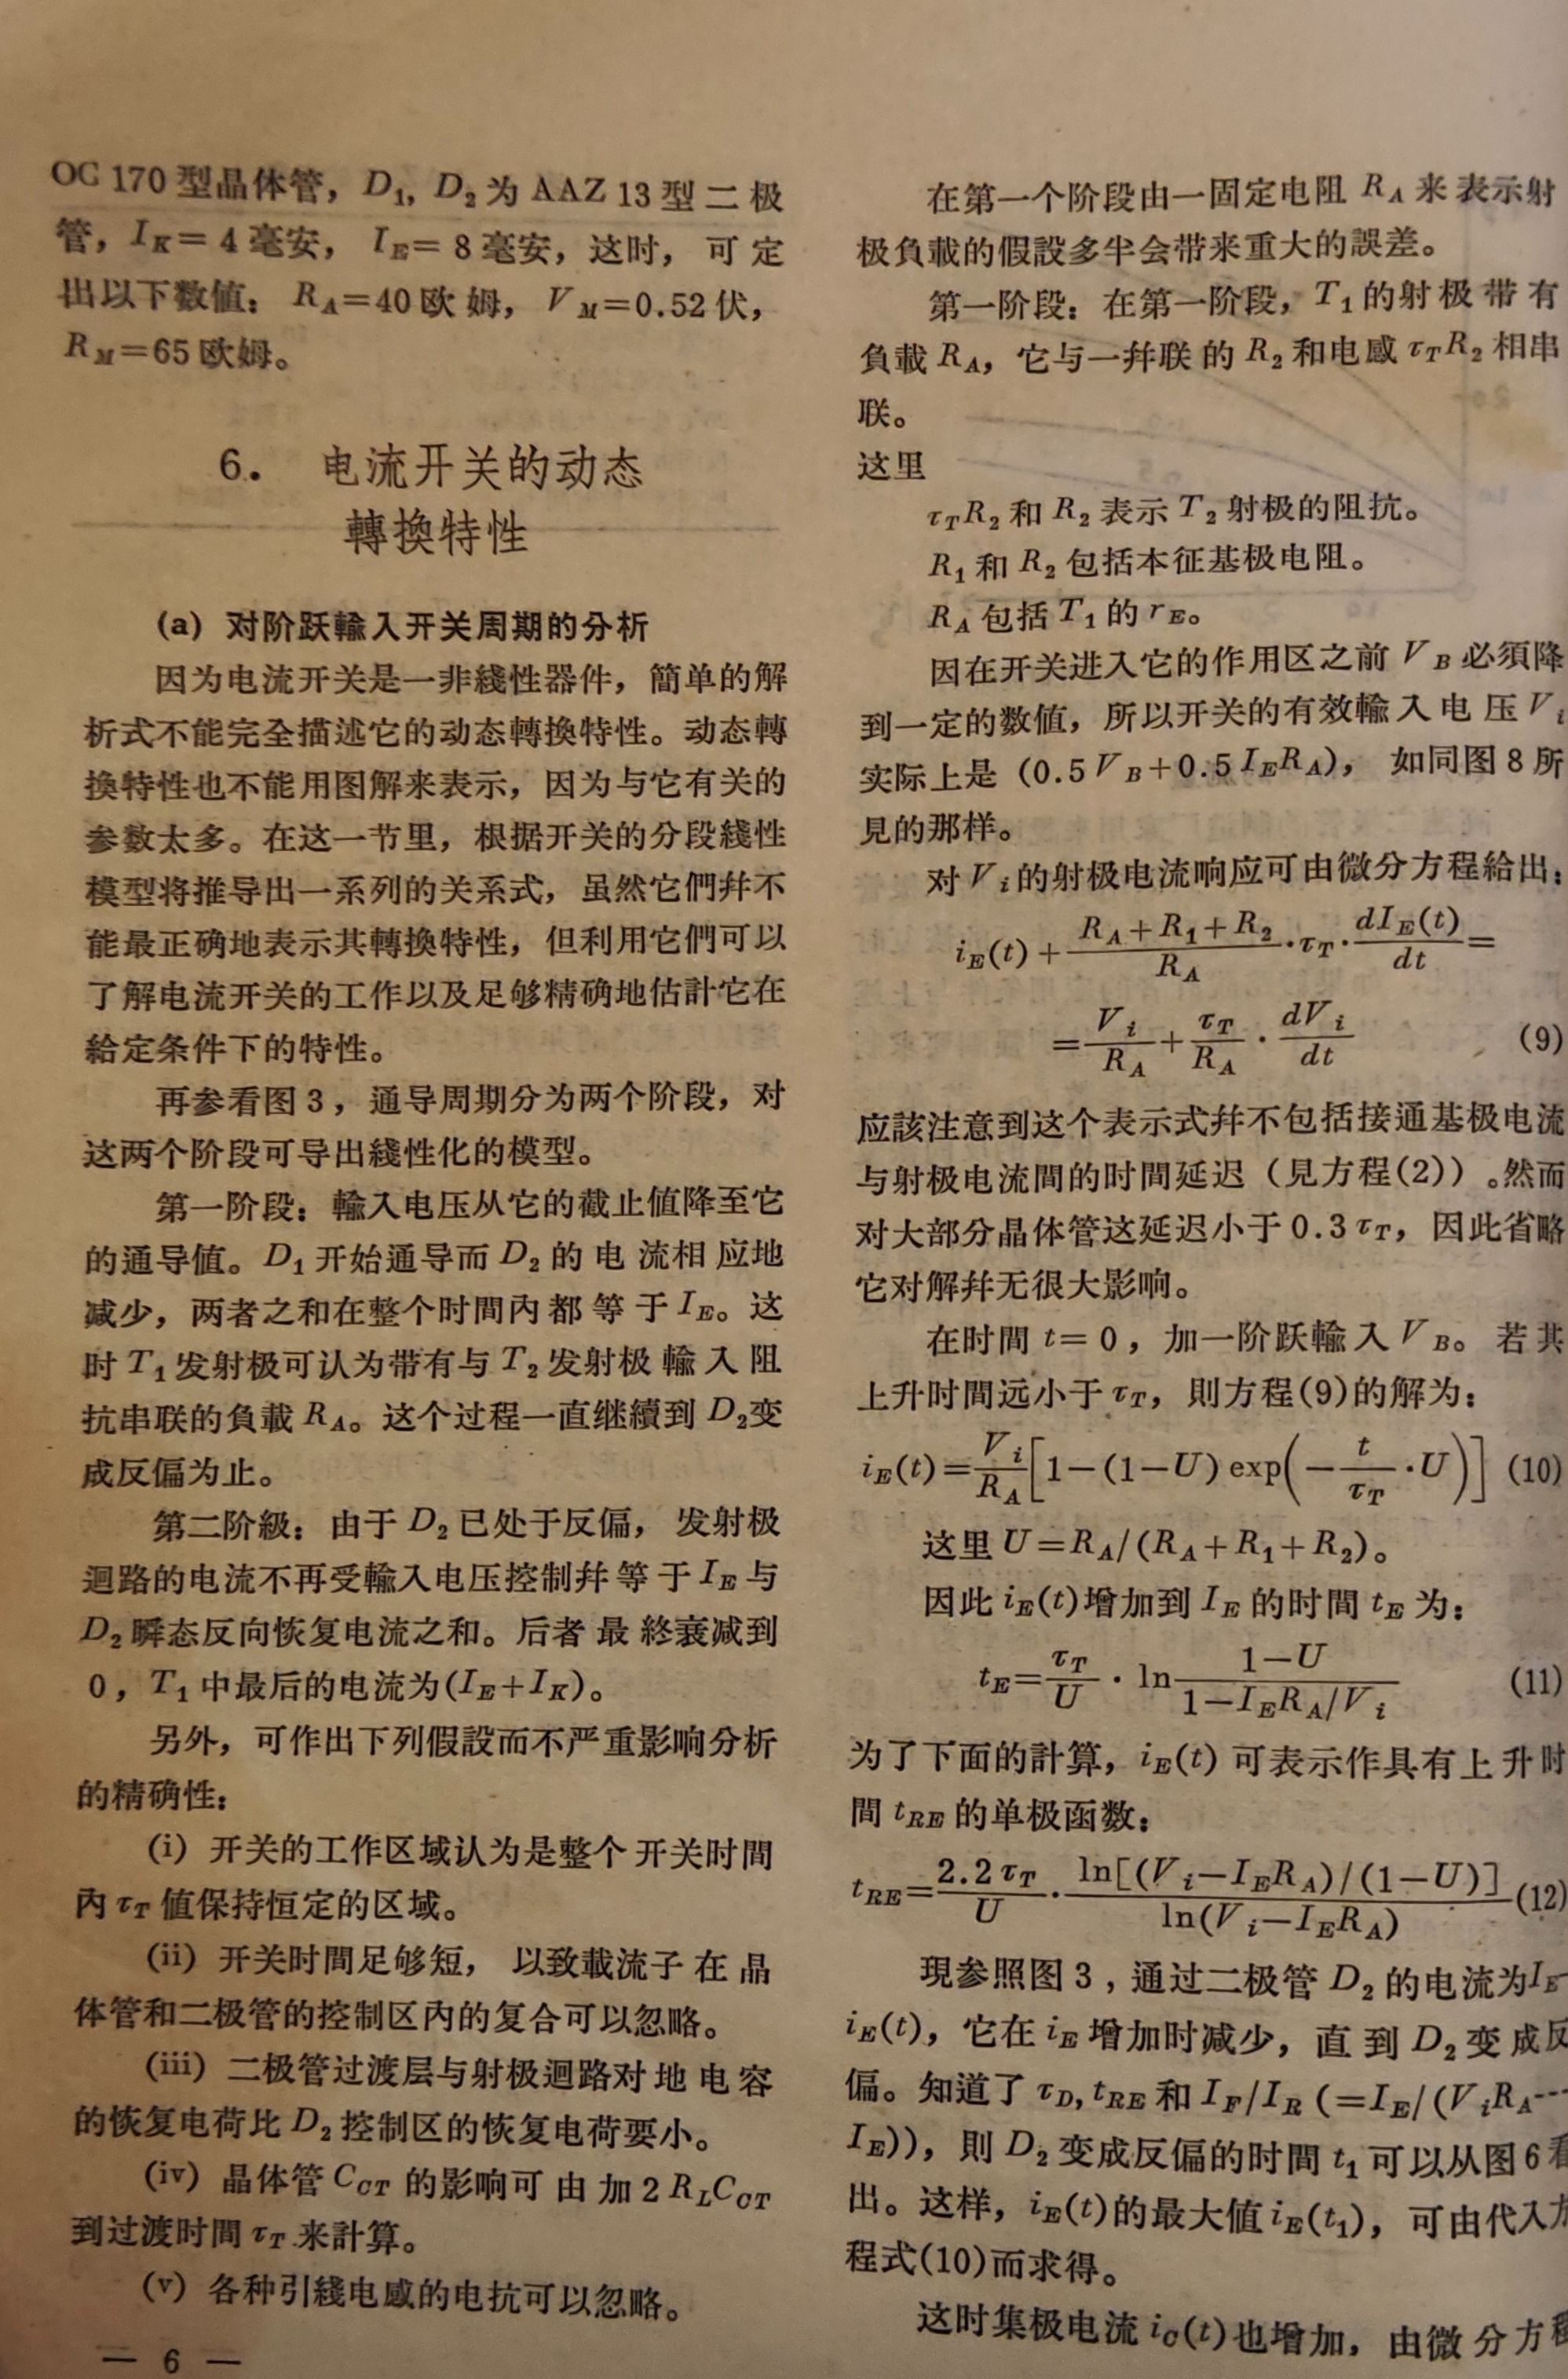 OC 170 型晶体管，D₁, D₂ 为 AAZ 13 型二极
管，I_K＝4 毫安，I_E＝8 毫安，这时，可定
出以下数値：R_A＝40 欧姆，V_M＝0.52 伏，
R_M＝65 欧姆。
6. 电流开关的动态
轉換特性
(a) 对阶跃輸入开关周期的分析
因为电流开关是一非綫性器件，簡单的解
析式不能完全描述它的动态轉換特性。动态轉
換特性也不能用图解来表示，因为与它有关的
参数太多。在这一节里，根据开关的分段綫性
模型将推导出一系列的关系式，虽然它們幷不
能最正确地表示其轉換特性，但利用它們可以
了解电流开关的工作以及足够精确地估計它在
給定条件下的特性。
再参看图 3，通导周期分为两个阶段，对
这两个阶段可导出綫性化的模型。
第一阶段：輸入电压从它的截止値降至它
的通导値。D₁ 开始通导而 D₂ 的电流相应地
减少，两者之和在整个时間內都等于 I_E。这
时 T₁ 发射极可认为带有与 T₂ 发射极輸入阻
抗串联的負載 R_A。这个过程一直继續到 D₂变
成反偏为止。
第二阶級：由于 D₂ 已处于反偏，发射极
迴路的电流不再受輸入电压控制幷等于 I_E 与
D₂ 瞬态反向恢复电流之和。后者最終衰减到
0，T₁ 中最后的电流为(I_E＋I_K)。
另外，可作出下列假設而不严重影响分析
的精确性：
(i) 开关的工作区域认为是整个开关时間
內 τ_T 値保持恒定的区域。
(ii) 开关时間足够短，以致載流子在晶
体管和二极管的控制区內的复合可以忽略。
(iii) 二极管过渡层与射极迴路对地电容
的恢复电荷比 D₂ 控制区的恢复电荷要小。
(iv) 晶体管 C_CT 的影响可由加 2 R_L C_CT
到过渡时間 τ_T 来計算。
(v) 各种引綫电感的电抗可以忽略。
— 6 —
在第一个阶段由一固定电阻 R_A 来表示射
极負載的假設多半会带来重大的誤差。
第一阶段：在第一阶段，T₁ 的射极带有
負載 R_A，它与一幷联的 R₂ 和电感 τ_T R₂ 相串
联。
这里
τ_T R₂ 和 R₂ 表示 T₂ 射极的阻抗。
R₁ 和 R₂ 包括本征基极电阻。
R_A 包括 T₁ 的 r_E。
因在开关进入它的作用区之前 V_B 必須降
到一定的数値，所以开关的有效輸入电压 V_i
实际上是 (0.5 V_B＋0.5 I_E R_A)，如同图 8 所
見的那样。
对 V_i 的射极电流响应可由微分方程給出：
i_E(t)＋(R_A＋R₁＋R₂)/R_A·τ_T·dI_E(t)/dt＝
＝V_i/R_A＋τ_T/R_A·dV_i/dt (9)
应該注意到这个表示式幷不包括接通基极电流
与射极电流間的时間延迟（見方程(2)）。然而
对大部分晶体管这延迟小于 0.3 τ_T，因此省略
它对解幷无很大影响。
在时間 t＝0，加一阶跃輸入 V_B。若其
上升时間远小于 τ_T，則方程(9)的解为：
i_E(t)＝V_i/R_A[1－(1－U) exp(－t/τ_T·U)] (10)
这里 U＝R_A/(R_A＋R₁＋R₂)。
因此 i_E(t)增加到 I_E 的时間 t_E 为：
t_E＝τ_T/U·ln (1－U)/(1－I_E R_A/V_i) (11)
为了下面的計算，i_E(t) 可表示作具有上升时
間 t_RE 的单极函数：
t_RE＝2.2 τ_T/U·ln[(V_i－I_E R_A)/(1－U)]/ln(V_i－I_E R_A) (12)
現参照图 3，通过二极管 D₂ 的电流为I_E－
i_E(t)，它在 i_E 增加时减少，直到 D₂ 变成反
偏。知道了 τ_D, t_RE 和 I_F/I_R (＝I_E/(V_i R_A---
I_E))，則 D₂ 变成反偏的时間 t₁ 可以从图 6 看
出。这样，i_E(t)的最大値 i_E(t₁)，可由代入方
程式(10)而求得。
这时集极电流 i_C(t)也增加，由微分方程